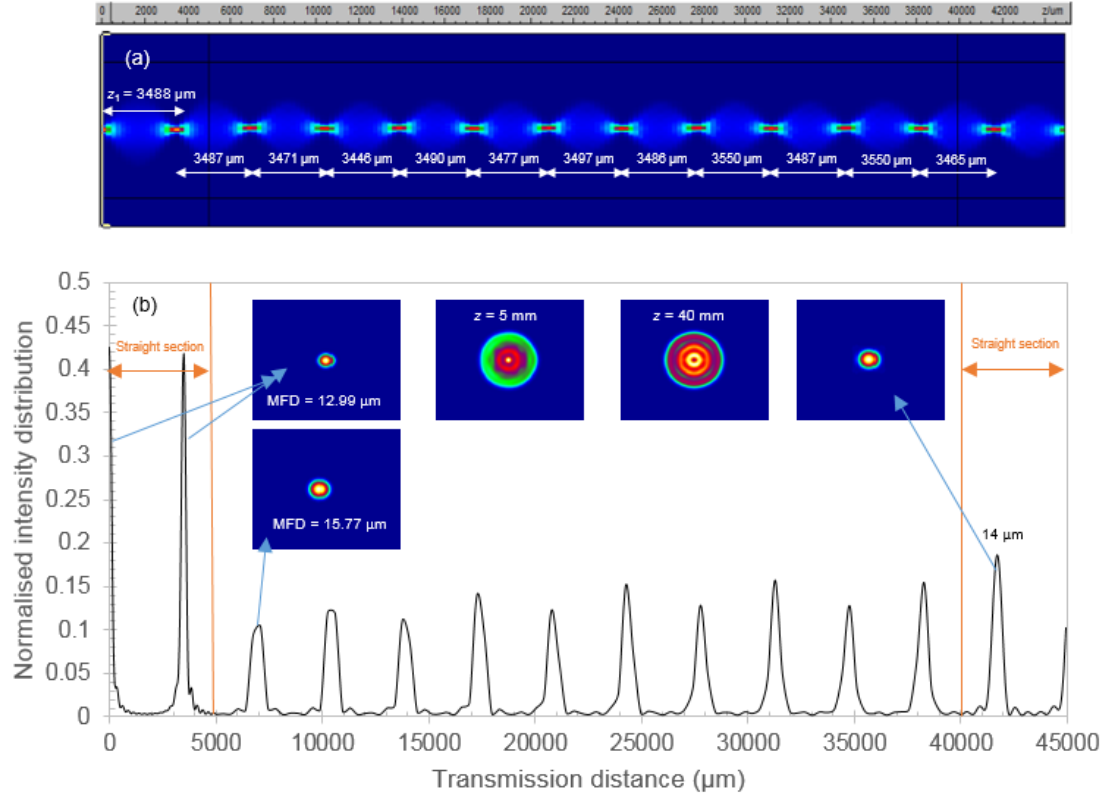 0 2000 4000 6000 8000 10000 12000 14000 16000 18000 20000 22000 24000 26000 28000 30000 32000 34000 36000 38000 40000 42000 z/um
(a)
z1 = 3488 µm
3487 µm 3471 µm 3446 µm 3490 µm 3477 µm 3497 µm 3486 µm 3550 µm 3487 µm 3550 µm 3465 µm
0.5
0.45
0.4
0.35
0.3
0.25
0.2
0.15
0.1
0.05
0
Normalised intensity distribution
(b)
Straight section
MFD = 12.99 µm
z = 5 mm
z = 40 mm
Straight section
MFD = 15.77 µm
14 µm
0 5000 10000 15000 20000 25000 30000 35000 40000 45000
Transmission distance (µm)